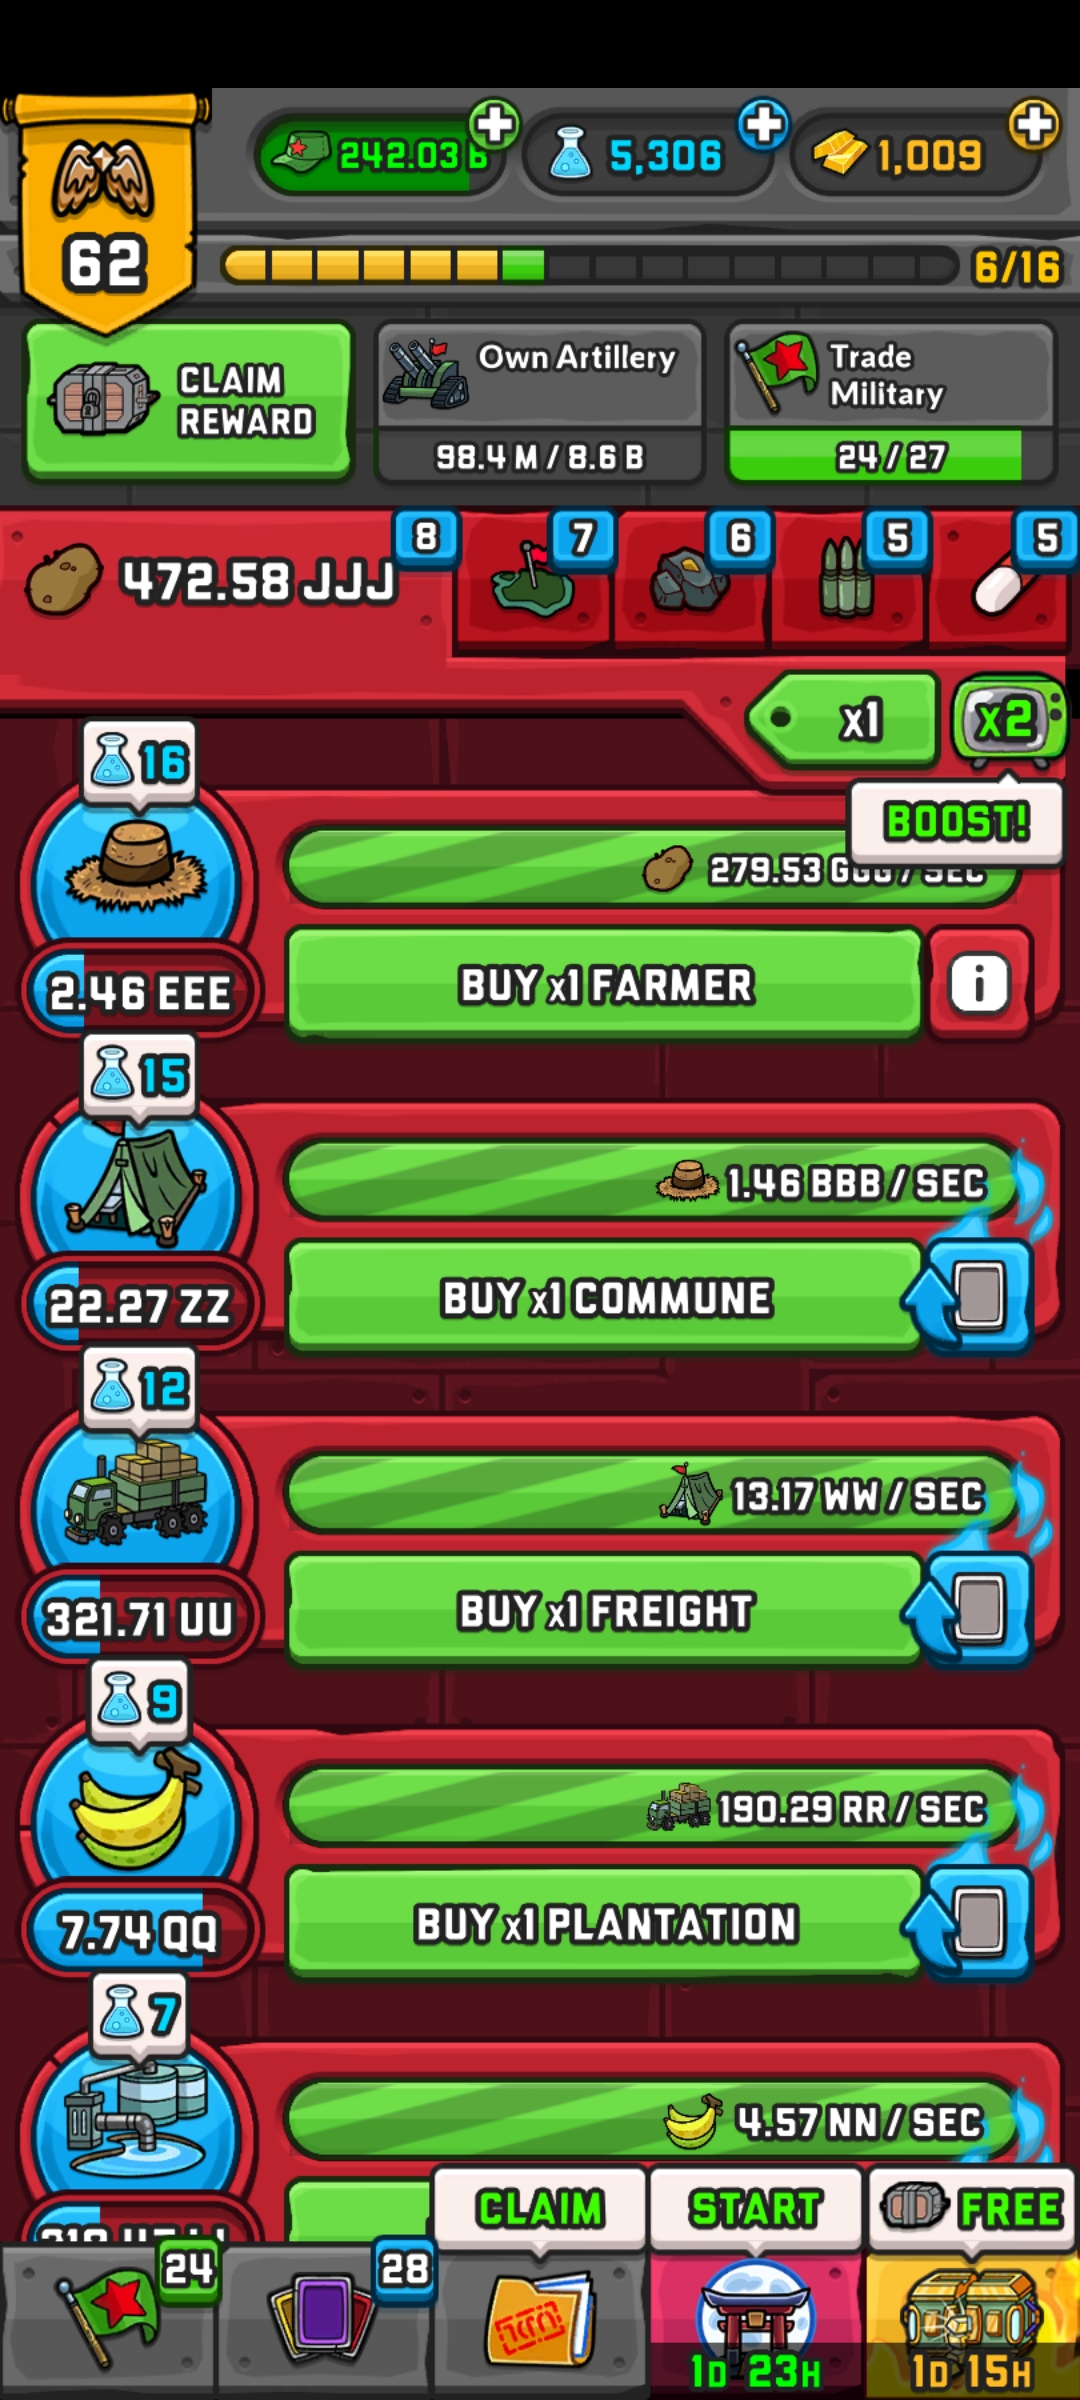 242.03 B
5,306
1,009
62
6/16
CLAIM
REWARD
Own Artillery
98.4 M / 8.6 B
Trade
Military
24 / 27
472.58 JJJ
8
7
6
5
5
x1
x2
BOOST!
16
279.53 GGG / SEC
2.46 EEE
BUY x1 FARMER
i
15
1.46 BBB / SEC
22.27 ZZ
BUY x1 COMMUNE
12
13.17 WW / SEC
321.71 UU
BUY x1 FREIGHT
9
190.29 RR / SEC
7.74 QQ
BUY x1 PLANTATION
7
4.57 NN / SEC
CLAIM
START
FREE
24
28
1D 23H
1D 15H